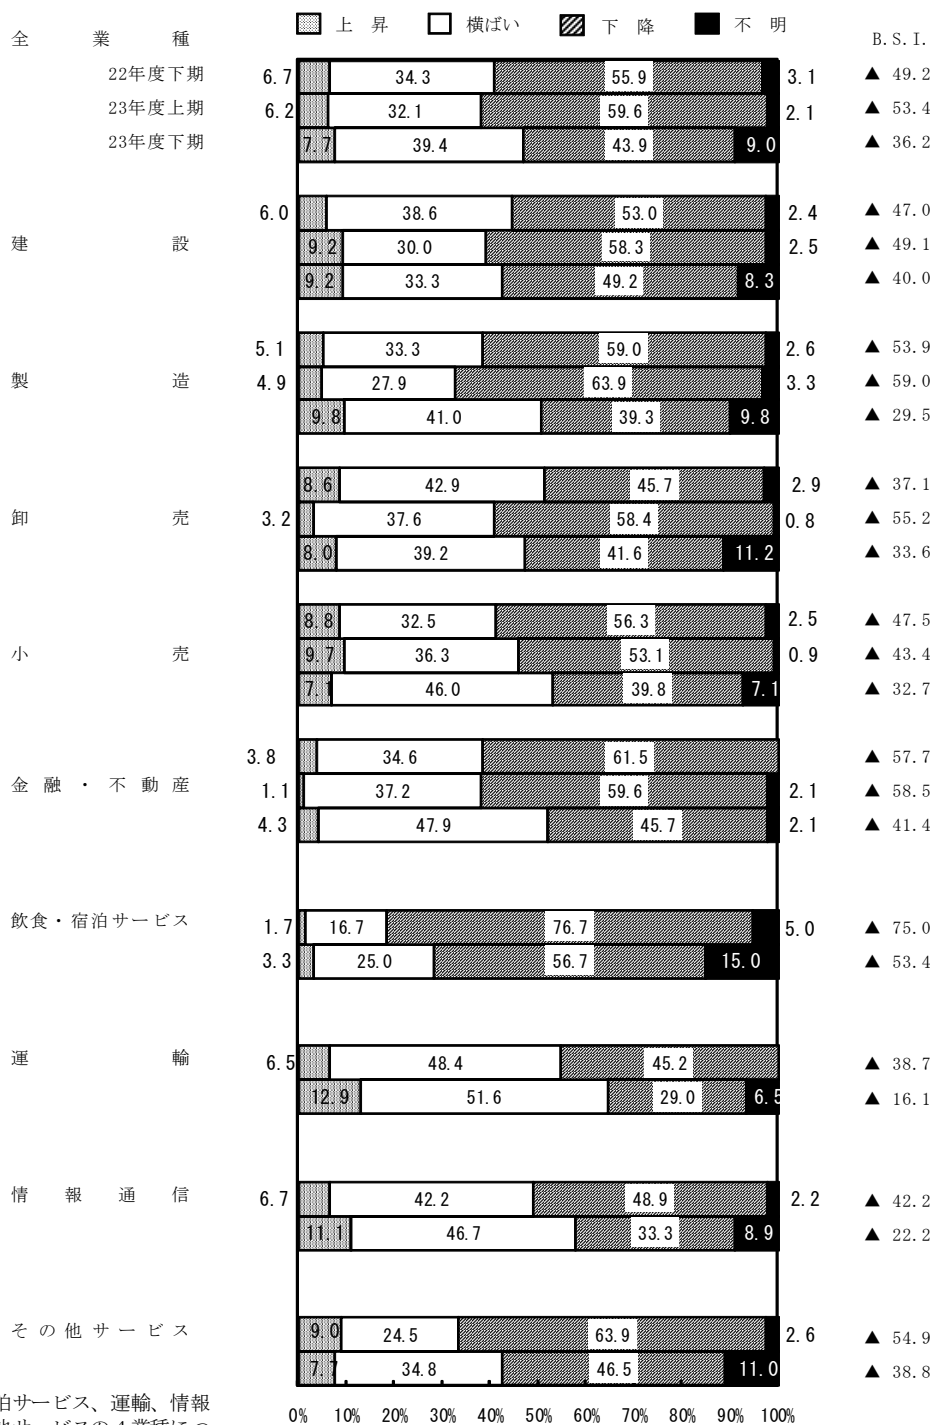 上 昇 横ばい 下 降 不 明
全 業 種 B.S.I.
22年度下期 6.7 34.3 55.9 3.1 ▲ 49.2
23年度上期 6.2 32.1 59.6 2.1 ▲ 53.4
23年度下期 7.7 39.4 43.9 9.0 ▲ 36.2
6.0 38.6 53.0 2.4 ▲ 47.0
建 設 9.2 30.0 58.3 2.5 ▲ 49.1
9.2 33.3 49.2 8.3 ▲ 40.0
5.1 33.3 59.0 2.6 ▲ 53.9
製 造 4.9 27.9 63.9 3.3 ▲ 59.0
9.8 41.0 39.3 9.8 ▲ 29.5
8.6 42.9 45.7 2.9 ▲ 37.1
卸 売 3.2 37.6 58.4 0.8 ▲ 55.2
8.0 39.2 41.6 11.2 ▲ 33.6
8.8 32.5 56.3 2.5 ▲ 47.5
小 売 9.7 36.3 53.1 0.9 ▲ 43.4
7.1 46.0 39.8 7.1 ▲ 32.7
3.8 34.6 61.5 ▲ 57.7
金 融 ・ 不 動 産 1.1 37.2 59.6 2.1 ▲ 58.5
4.3 47.9 45.7 2.1 ▲ 41.4
飲食・宿泊サービス 1.7 16.7 76.7 5.0 ▲ 75.0
3.3 25.0 56.7 15.0 ▲ 53.4
運 輸 6.5 48.4 45.2 ▲ 38.7
12.9 51.6 29.0 6.5 ▲ 16.1
情 報 通 信 6.7 42.2 48.9 2.2 ▲ 42.2
11.1 46.7 33.3 8.9 ▲ 22.2
そ の 他 サ ー ビ ス 9.0 24.5 63.9 2.6 ▲ 54.9
7.7 34.8 46.5 11.0 ▲ 38.8
泊サービス、運輸、情報
0% 10% 20% 30% 40% 50% 60% 70% 80% 90% 100%